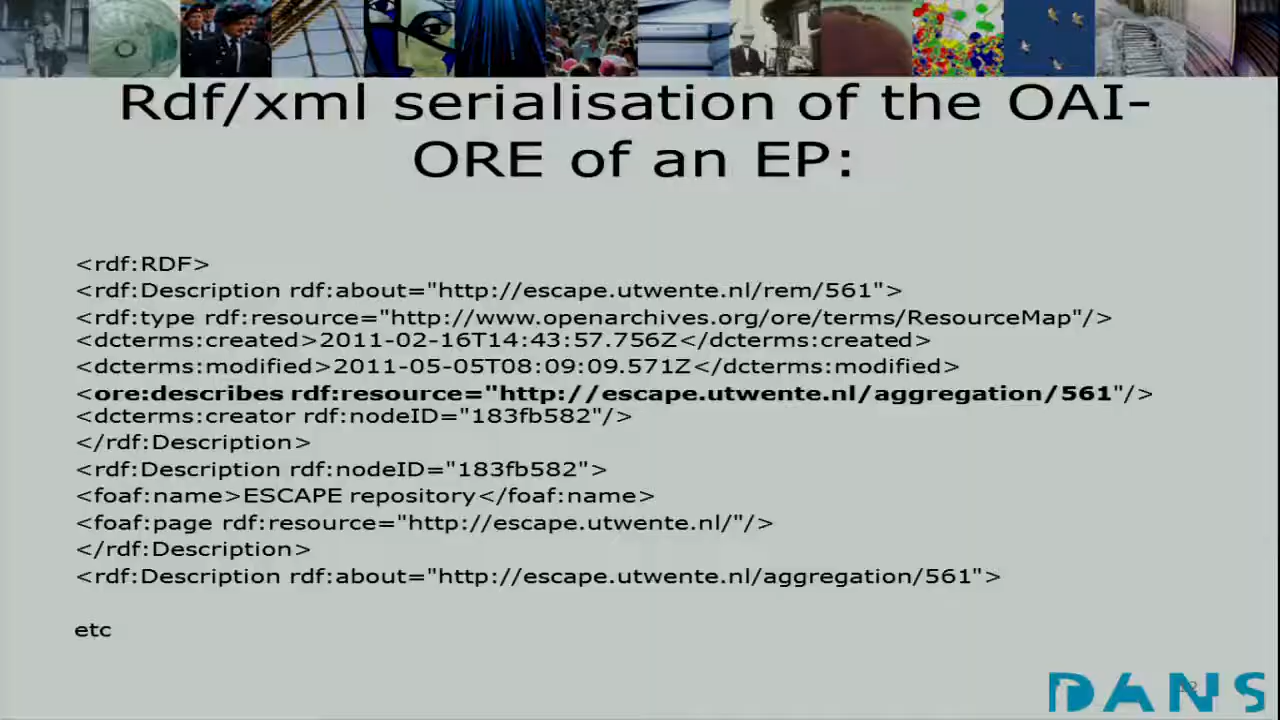 Rdf/xml serialisation of the OAI-
ORE of an EP:
<rdf:RDF>
<rdf:Description rdf:about="http://escape.utwente.nl/rem/561">
<rdf:type rdf:resource="http://www.openarchives.org/ore/terms/ResourceMap"/>
<dcterms:created>2011-02-16T14:43:57.756Z</dcterms:created>
<dcterms:modified>2011-05-05T08:09:09.571Z</dcterms:modified>
<ore:describes rdf:resource="http://escape.utwente.nl/aggregation/561"/>
<dcterms:creator rdf:nodeID="183fb582"/>
</rdf:Description>
<rdf:Description rdf:nodeID="183fb582">
<foaf:name>ESCAPE repository</foaf:name>
<foaf:page rdf:resource="http://escape.utwente.nl/"/>
</rdf:Description>
<rdf:Description rdf:about="http://escape.utwente.nl/aggregation/561">
etc
DANS